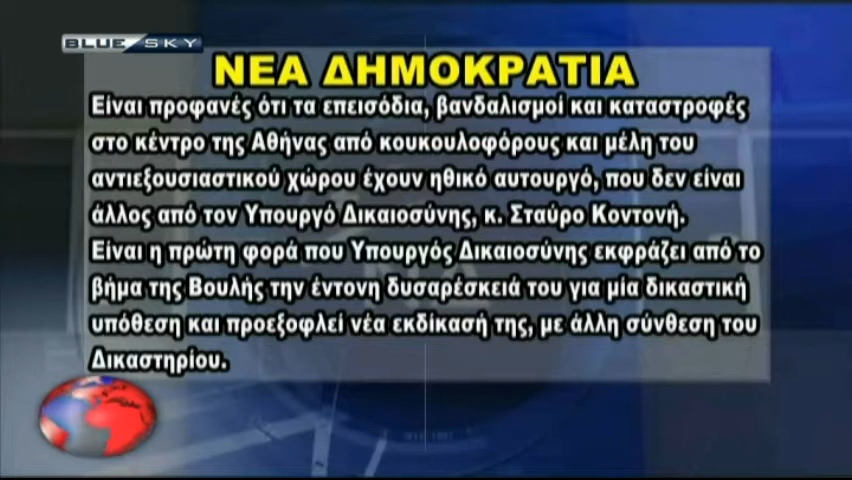 BLUE SKY
ΝΕΑ ΔΗΜΟΚΡΑΤΙΑ
Είναι προφανές ότι τα επεισόδια, βανδαλισμοί και καταστροφές
στο κέντρο της Αθήνας από κουκουλοφόρους και μέλη του
αντιεξουσιαστικού χώρου έχουν ηθικό αυτουργό, που δεν είναι
άλλος από τον Υπουργό Δικαιοσύνης, κ. Σταύρο Κοντονή.
Είναι η πρώτη φορά που Υπουργός Δικαιοσύνης εκφράζει από το
βήμα της Βουλής την έντονη δυσαρέσκειά του για μία δικαστική
υπόθεση και προεξοφλεί νέα εκδίκασή της, με άλλη σύνθεση του
Δικαστηρίου.